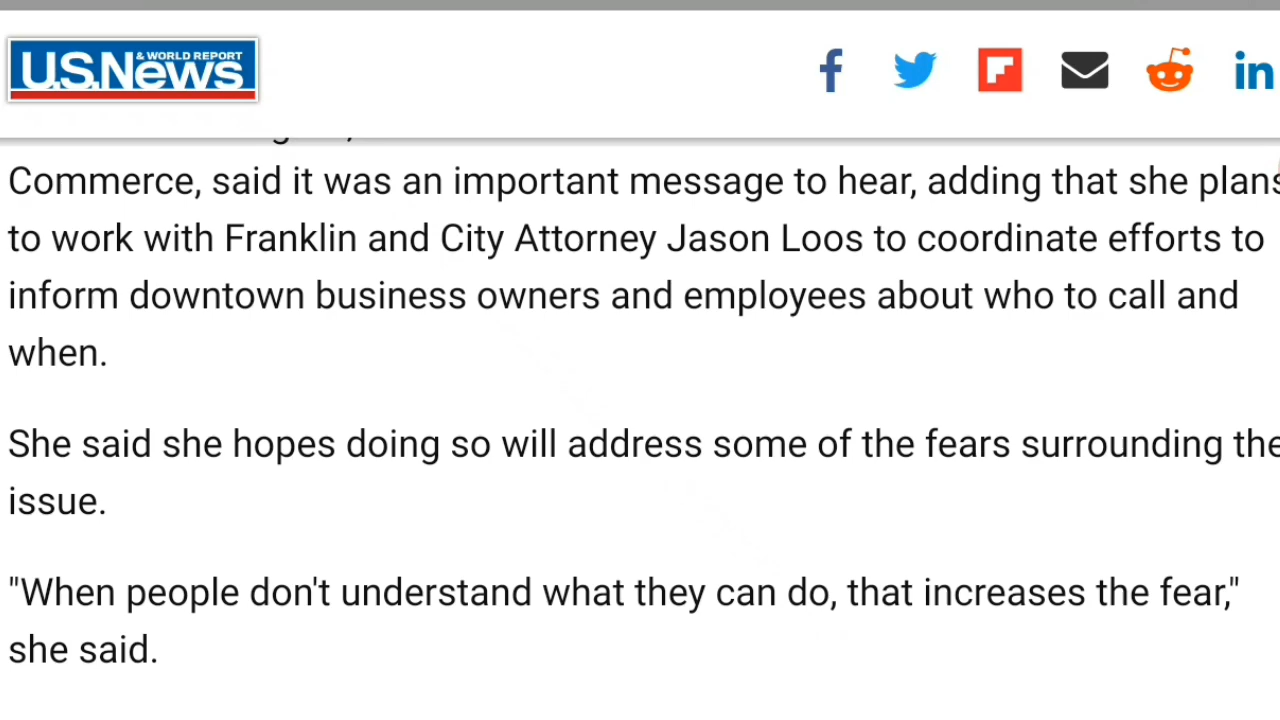 U.S.News
& WORLD REPORT
Commerce, said it was an important message to hear, adding that she plans
to work with Franklin and City Attorney Jason Loos to coordinate efforts to
inform downtown business owners and employees about who to call and
when.
She said she hopes doing so will address some of the fears surrounding the
issue.
"When people don't understand what they can do, that increases the fear,"
she said.